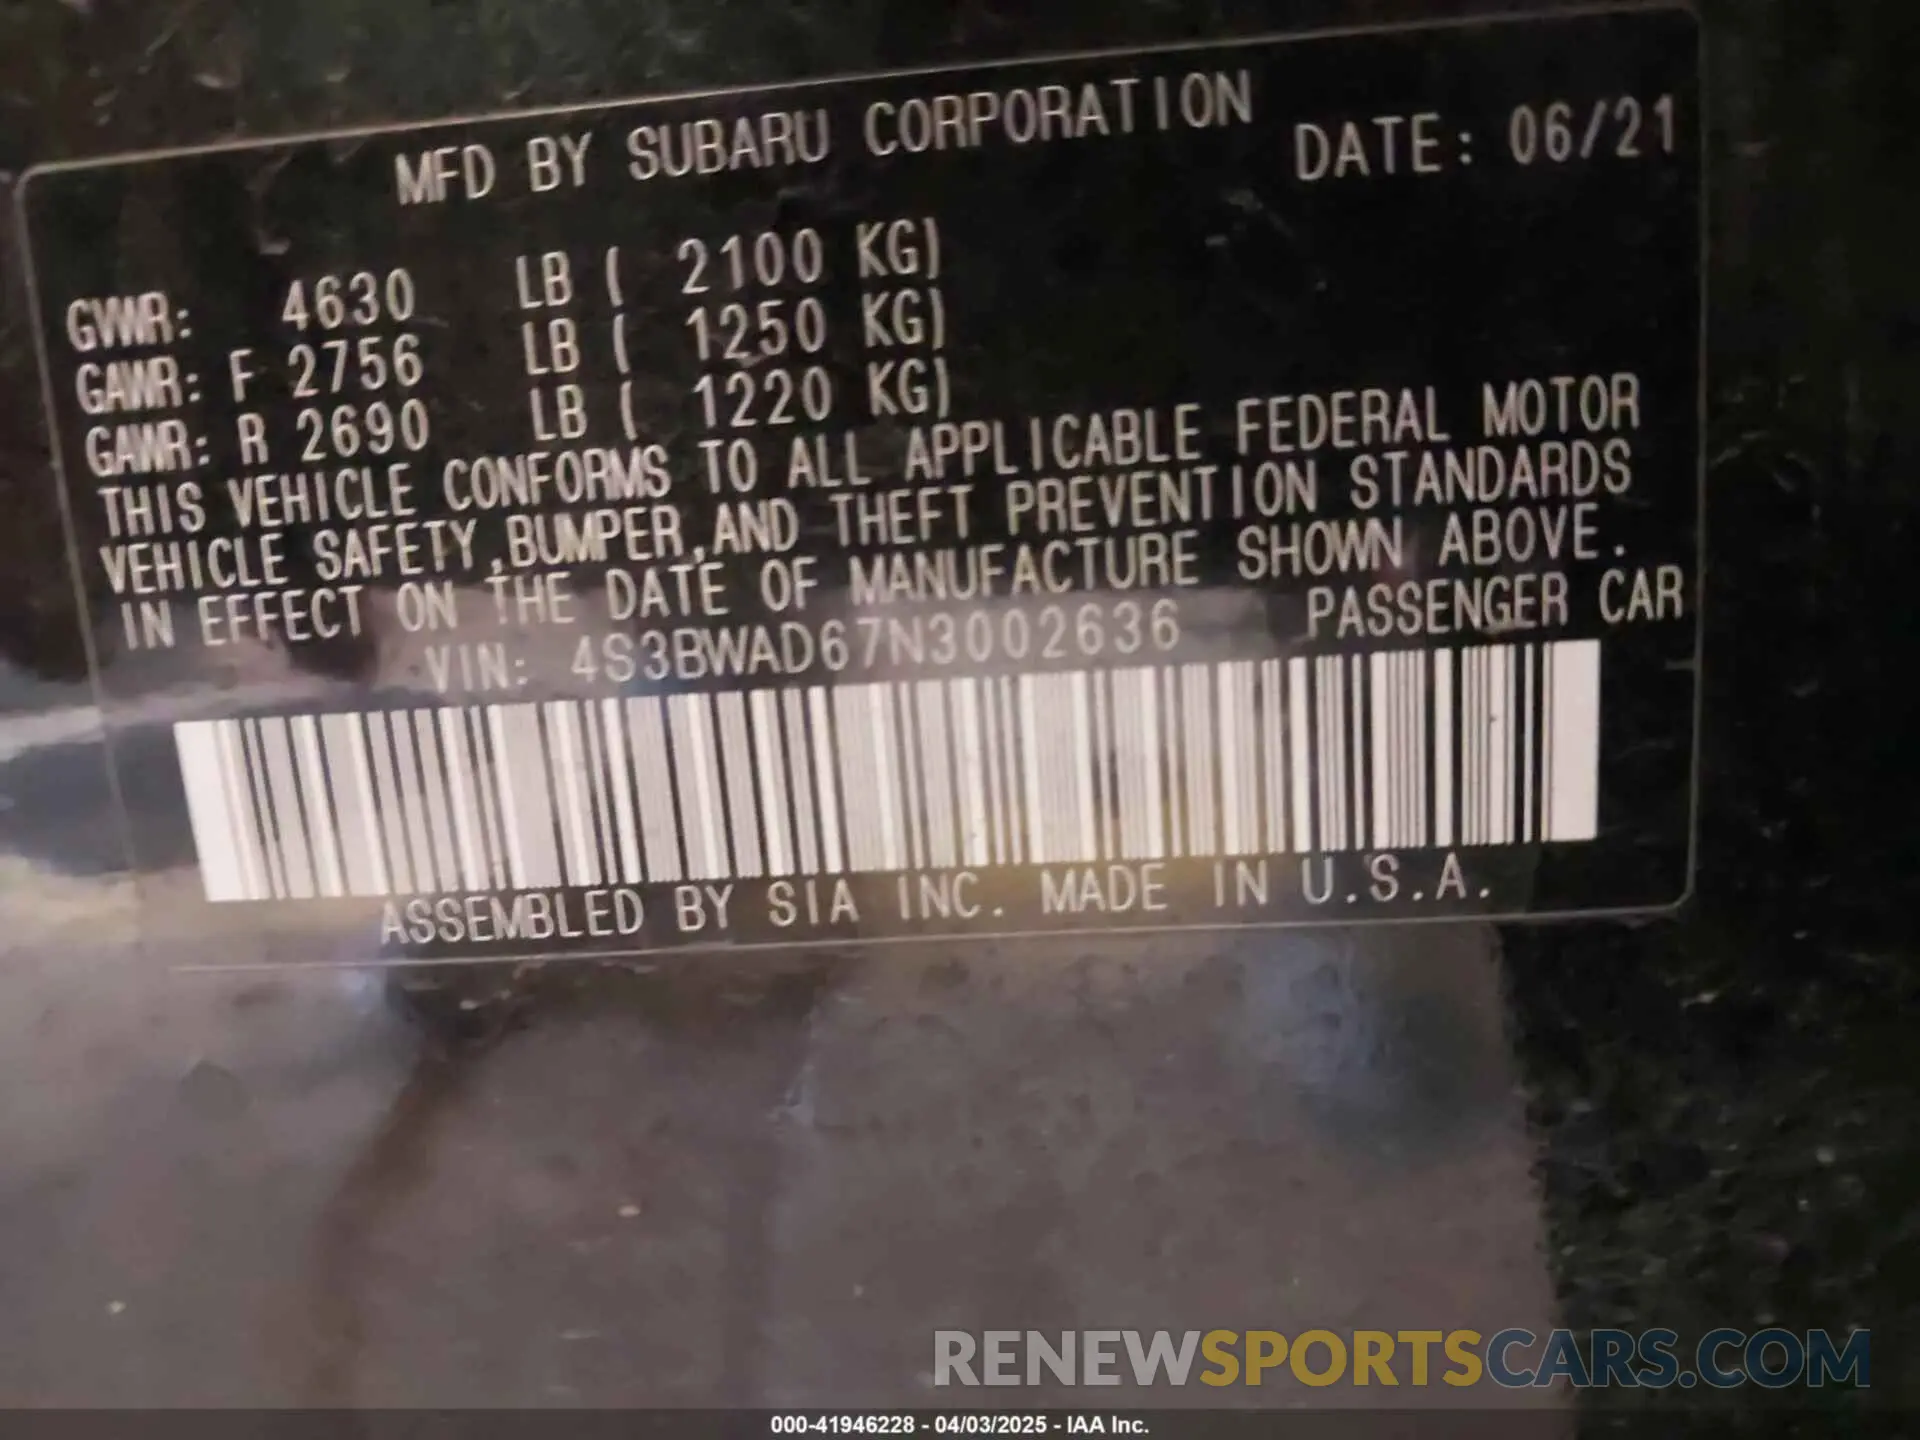 MFD BY SUBARU CORPORATION DATE: 06/21
GVWR: 4630 LB ( 2100 KG)
GAWR: F 2756 LB ( 1250 KG)
GAWR: R 2690 LB ( 1220 KG)
THIS VEHICLE CONFORMS TO ALL APPLICABLE FEDERAL MOTOR
VEHICLE SAFETY,BUMPER,AND THEFT PREVENTION STANDARDS
IN EFFECT ON THE DATE OF MANUFACTURE SHOWN ABOVE.
VIN: 4S3BWAD67N3002636 PASSENGER CAR
ASSEMBLED BY SIA INC. MADE IN U.S.A.
RENEWSPORTSCARS.COM
000-41946228 - 04/03/2025 - IAA Inc.